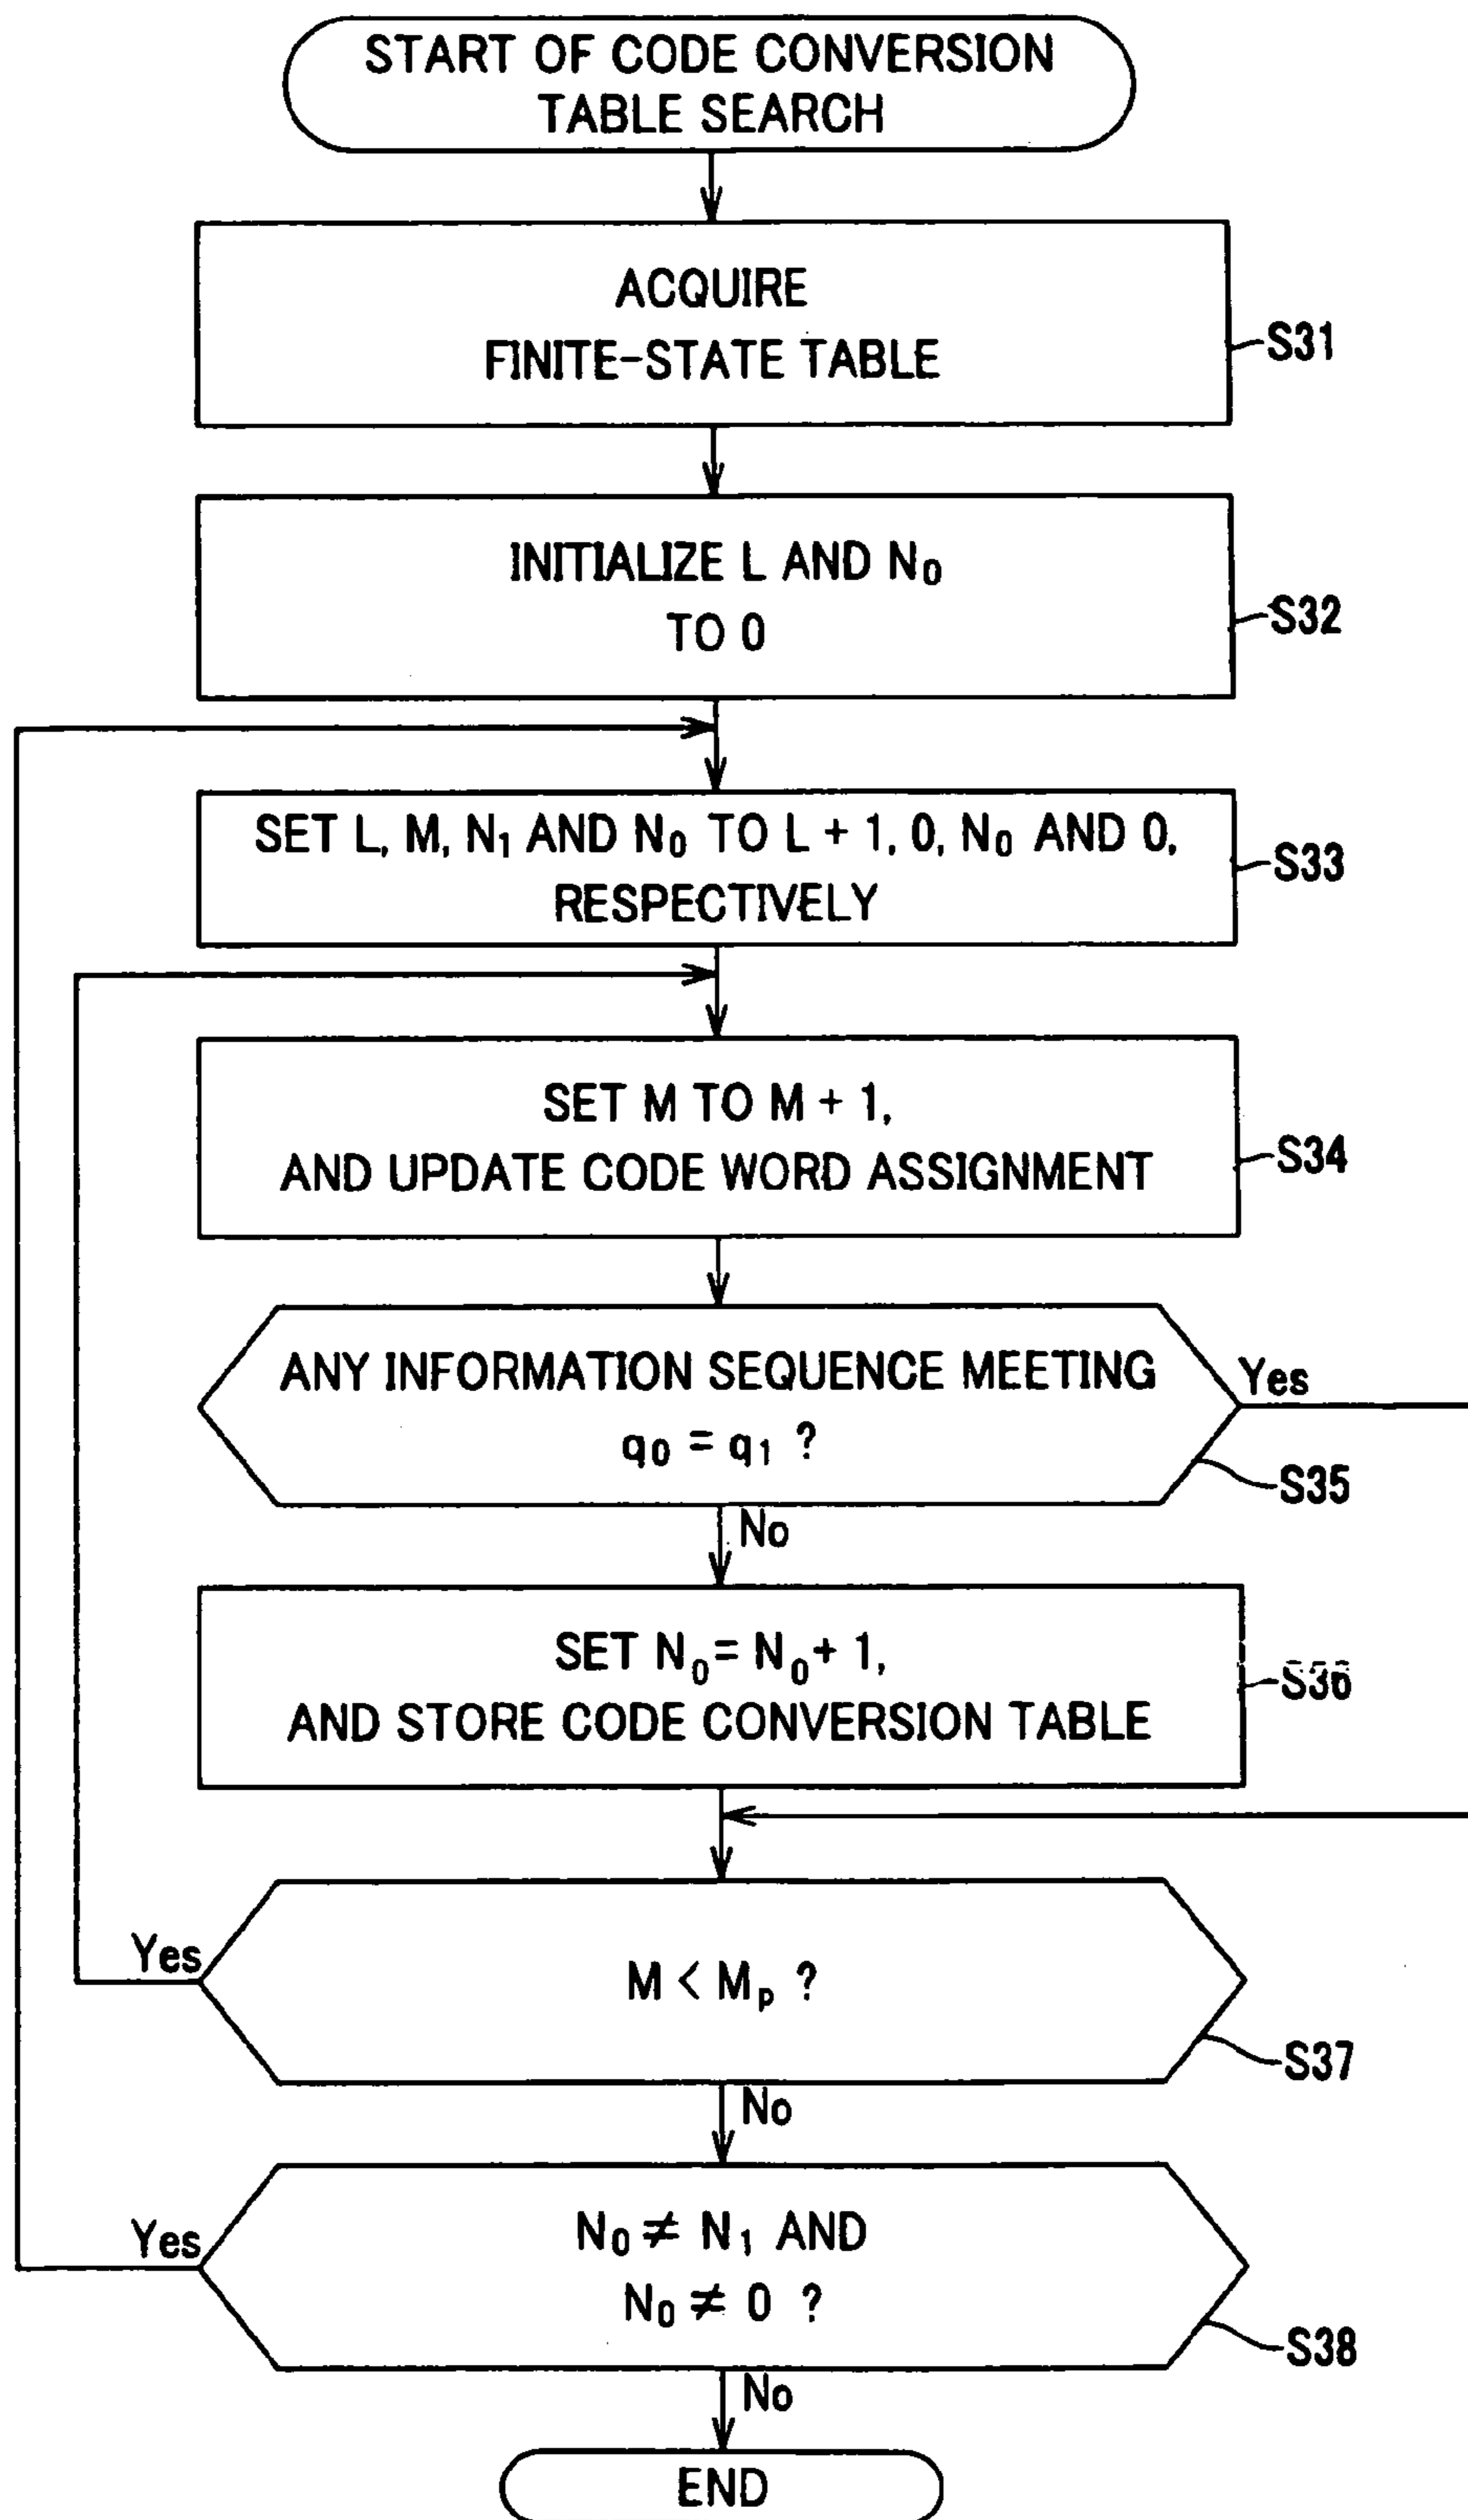 START OF CODE CONVERSION
TABLE SEARCH
ACQUIRE
FINITE-STATE TABLE
S31
INITIALIZE L AND N₀
TO 0
S32
SET L, M, N₁ AND N₀ TO L + 1, 0, N₀ AND 0,
RESPECTIVELY
S33
SET M TO M + 1,
AND UPDATE CODE WORD ASSIGNMENT
S34
ANY INFORMATION SEQUENCE MEETING
q₀ = q₁ ?
Yes
S35
No
SET N₀ = N₀ + 1,
AND STORE CODE CONVERSION TABLE
S36
M < Mₚ ?
Yes
S37
No
N₀ ≠ N₁ AND
N₀ ≠ 0 ?
Yes
S38
No
END